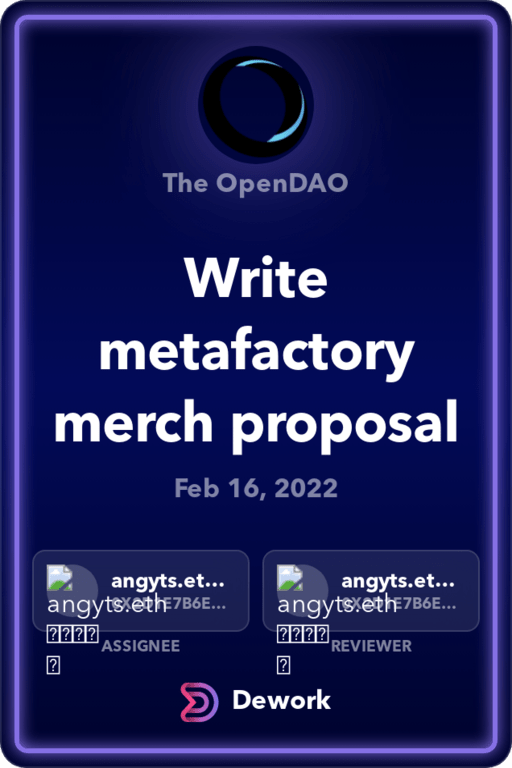 The OpenDAO
Write
metafactory
merch proposal
Feb 16, 2022
angyts.et...
angyts.eth
ASSIGNEE
angyts.et...
angyts.eth
REVIEWER
Dework